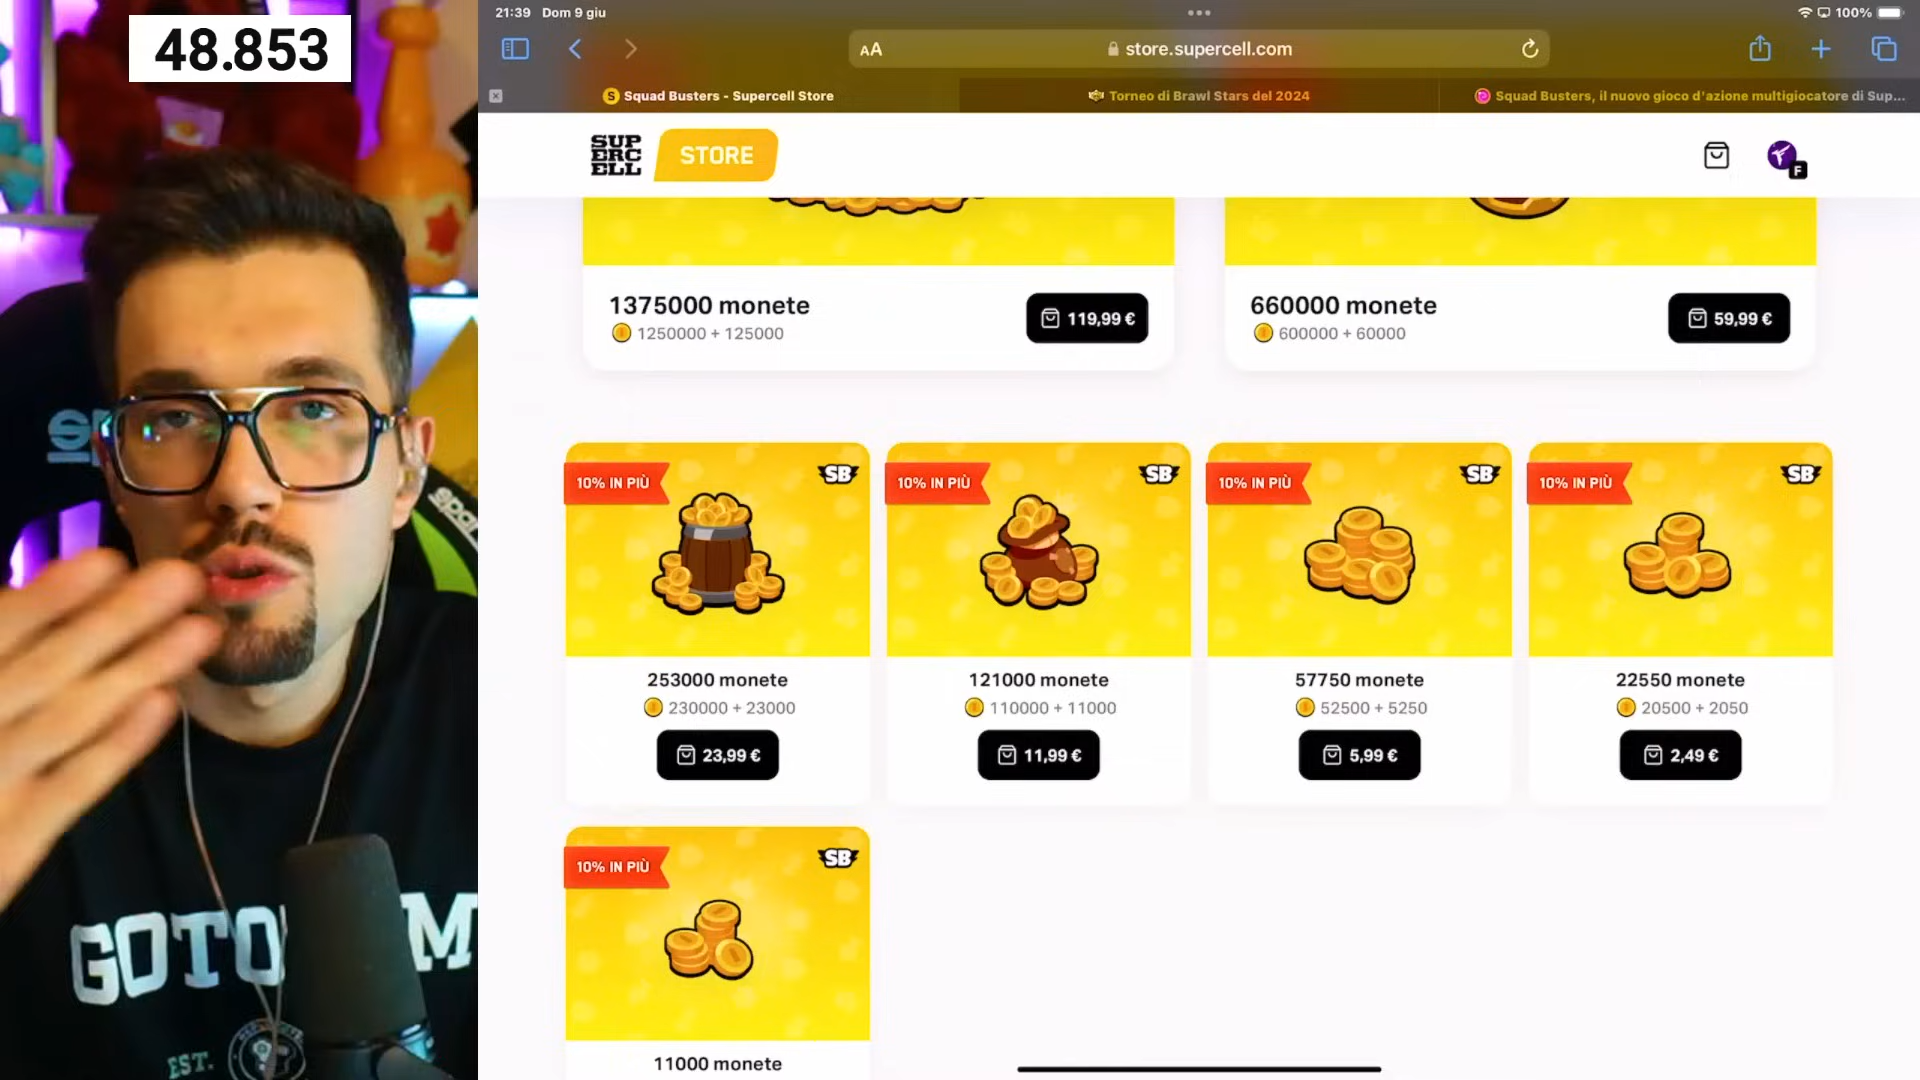 48.853
21:39 Dom 9 giu
100%
AA
store.supercell.com
Squad Busters - Supercell Store
Torneo di Brawl Stars del 2024
Squad Busters, il nuovo gioco d'azione multigiocatore di Sup...
SUPERCELL
STORE
F
1375000 monete
1250000 + 125000
119,99 €
660000 monete
600000 + 60000
59,99 €
10% IN PIÙ
SB
10% IN PIÙ
SB
10% IN PIÙ
SB
10% IN PIÙ
SB
253000 monete
230000 + 23000
23,99 €
121000 monete
110000 + 11000
11,99 €
57750 monete
52500 + 5250
5,99 €
22550 monete
20500 + 2050
2,49 €
10% IN PIÙ
SB
11000 monete
EST.